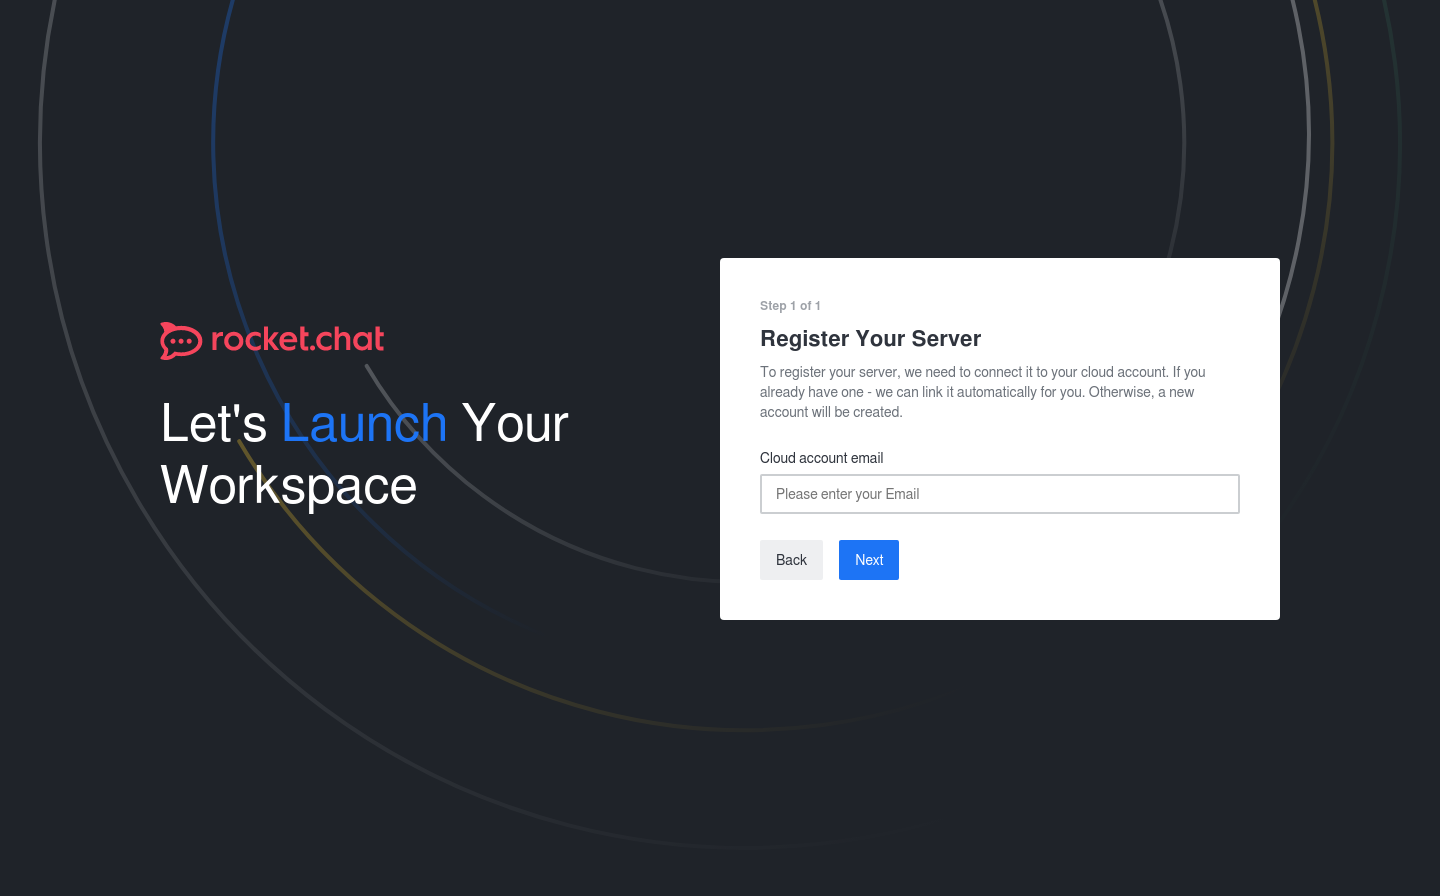 rocket.chat
Let's Launch Your
Workspace
Step 1 of 1
Register Your Server
To register your server, we need to connect it to your cloud account. If you
already have one - we can link it automatically for you. Otherwise, a new
account will be created.
Cloud account email
Please enter your Email
Back Next